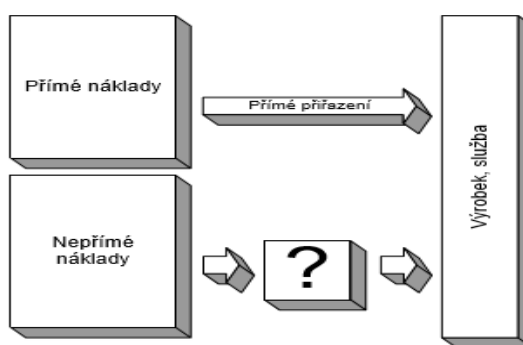 Přímé náklady
Přímé přiřazení
Nepřímé
náklady
?
Výrobek, služba